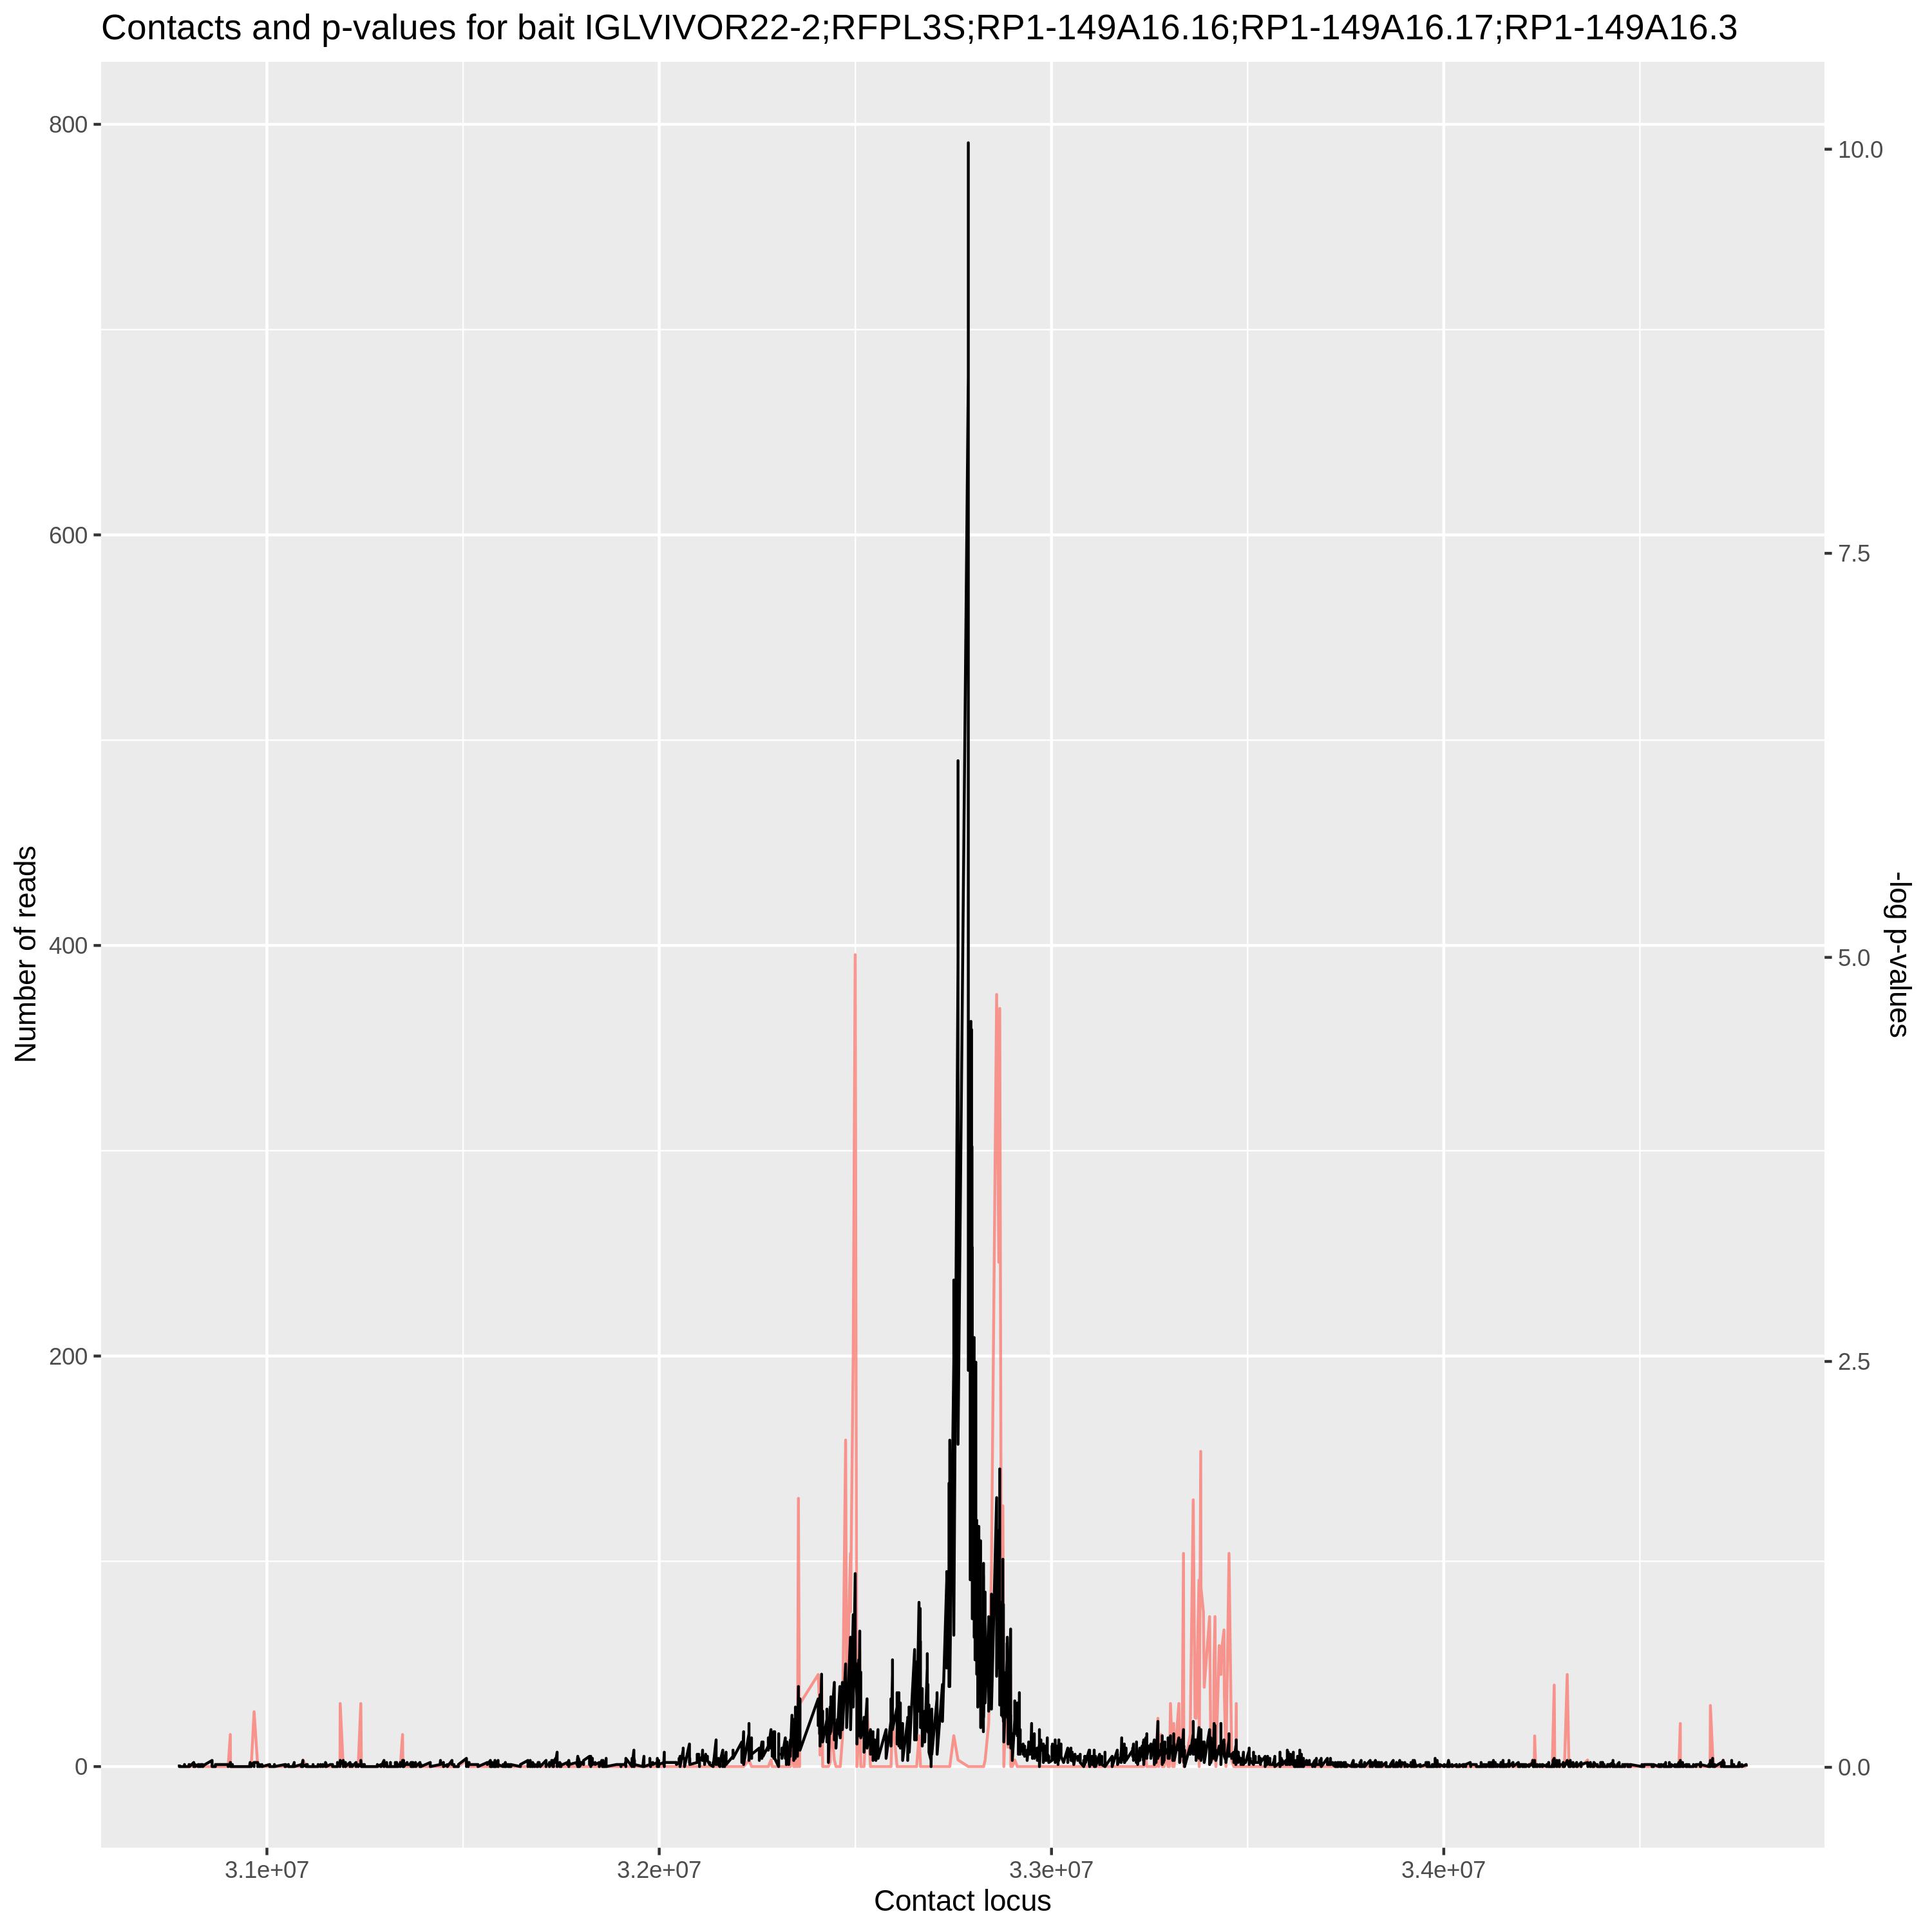 Contacts and p-values for bait IGLVIVOR22-2;RFPL3S;RP1-149A16.16;RP1-149A16.17;RP1-149A16.3
800
600
400
200
0
Number of reads
10.0
7.5
5.0
2.5
0.0
-log p-values
3.1e+07
3.2e+07
3.3e+07
3.4e+07
Contact locus